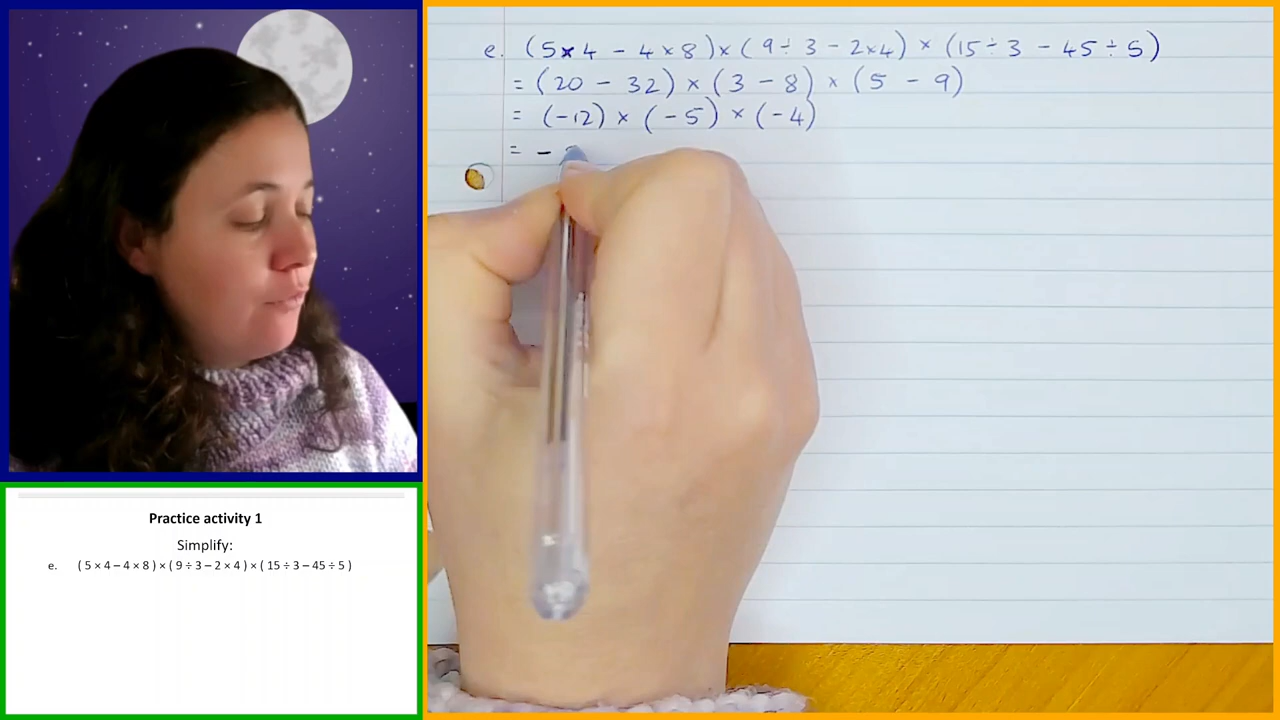 e. (5×4 - 4×8)×(9÷3 - 2×4) × (15÷3 - 45÷5)
= (20 - 32) × (3 - 8) × (5 - 9)
= (-12) × (-5) × (-4)
= -
Practice activity 1
Simplify:
e. ( 5 × 4 – 4 × 8 ) × ( 9 ÷ 3 – 2 × 4 ) × ( 15 ÷ 3 – 45 ÷ 5 )